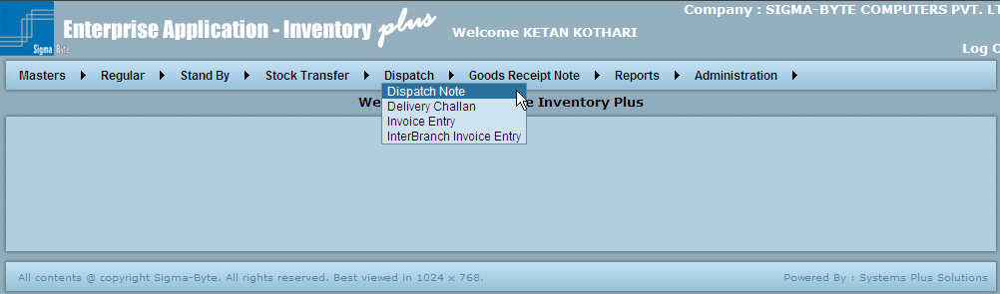 Company : SIGMA-BYTE COMPUTERS PVT. LT
Enterprise Application - Inventory plus
Welcome KETAN KOTHARI
Sigma Byte
Log O
Masters Regular Stand By Stock Transfer Dispatch Goods Receipt Note Reports Administration
Dispatch Note
We e Inventory Plus
Delivery Challan
Invoice Entry
InterBranch Invoice Entry
All contents @ copyright Sigma-Byte. All rights reserved. Best viewed in 1024 x 768.
Powered By : Systems Plus Solutions